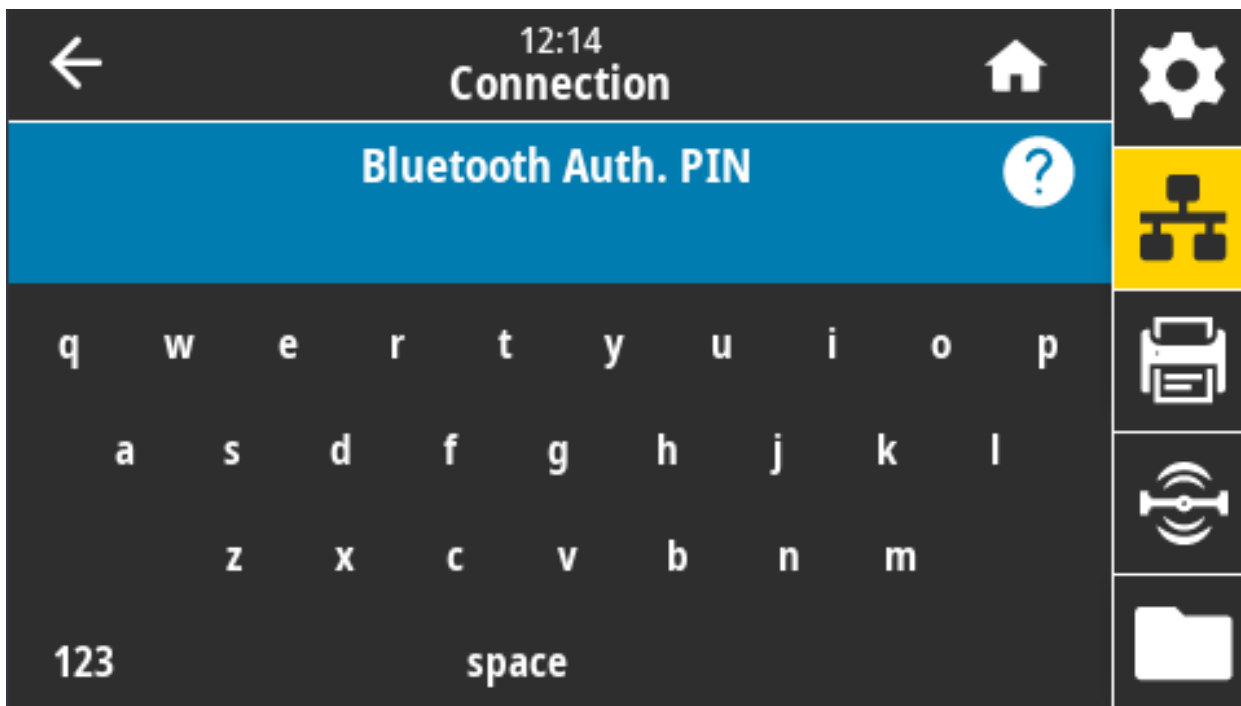 12:14
Connection
Bluetooth Auth. PIN
?
q w e r t y u i o p
a s d f g h j k l
z x c v b n m
123 space